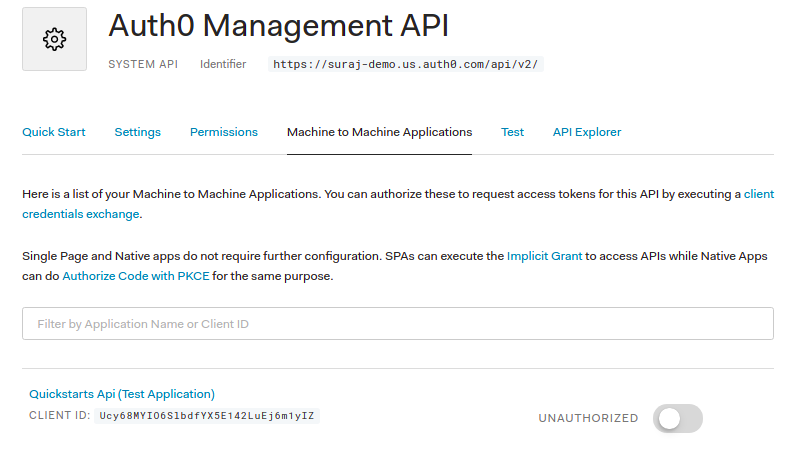 Auth0 Management API
SYSTEM API Identifier https://suraj-demo.us.auth0.com/api/v2/
Quick Start Settings Permissions Machine to Machine Applications Test API Explorer
Here is a list of your Machine to Machine Applications. You can authorize these to request access tokens for this API by executing a client
credentials exchange.
Single Page and Native apps do not require further configuration. SPAs can execute the Implicit Grant to access APIs while Native Apps
can do Authorize Code with PKCE for the same purpose.
Filter by Application Name or Client ID
Quickstarts Api (Test Application)
CLIENT ID: Ucy68MYIO6SlbdfYX5E142LuEj6m1yIZ
UNAUTHORIZED